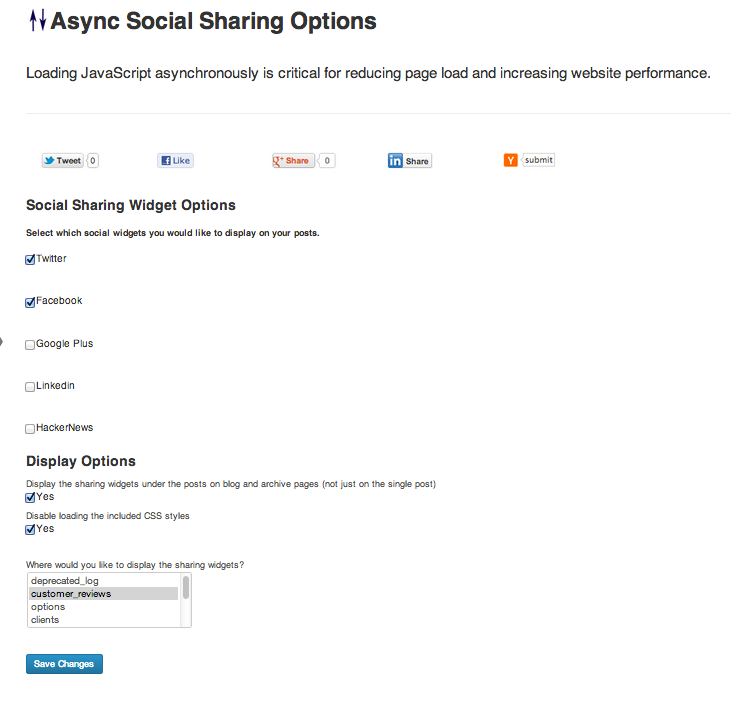 Async Social Sharing Options
Loading JavaScript asynchronously is critical for reducing page load and increasing website performance.
Tweet 0 Like g+ Share 0 in Share Y submit
Social Sharing Widget Options
Select which social widgets you would like to display on your posts.
Twitter
Facebook
Google Plus
Linkedin
HackerNews
Display Options
Display the sharing widgets under the posts on blog and archive pages (not just on the single post)
Yes
Disable loading the included CSS styles
Yes
Where would you like to display the sharing widgets?
deprecated_log
customer_reviews
options
clients
Save Changes